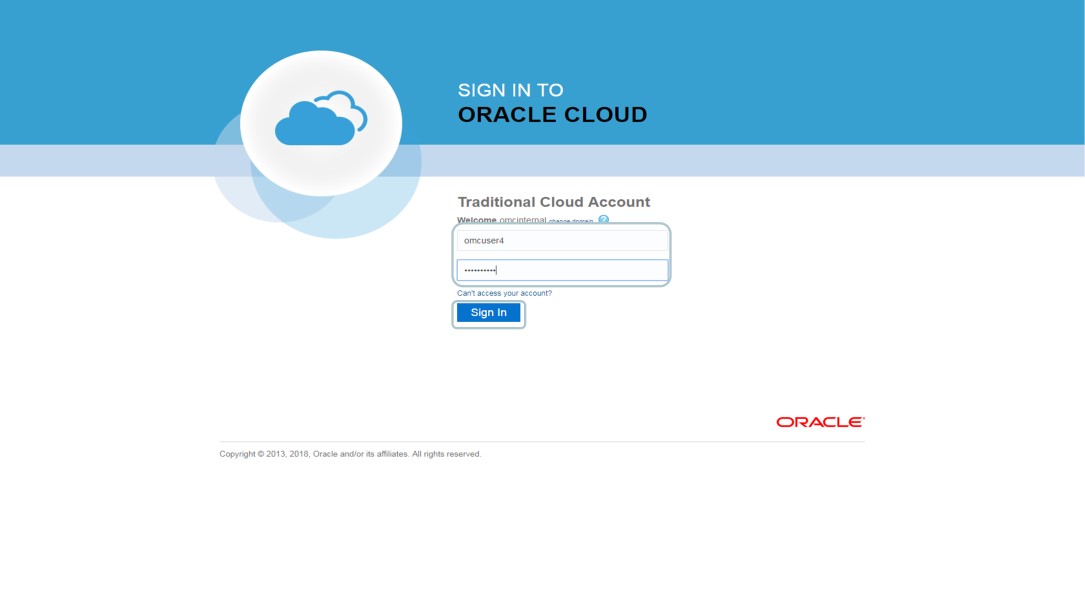 SIGN IN TO
ORACLE CLOUD
Traditional Cloud Account
Welcome omcinternal change domain ?
omcuser4
••••••••••
Can't access your account?
Sign In
ORACLE
Copyright © 2013, 2018, Oracle and/or its affiliates. All rights reserved.